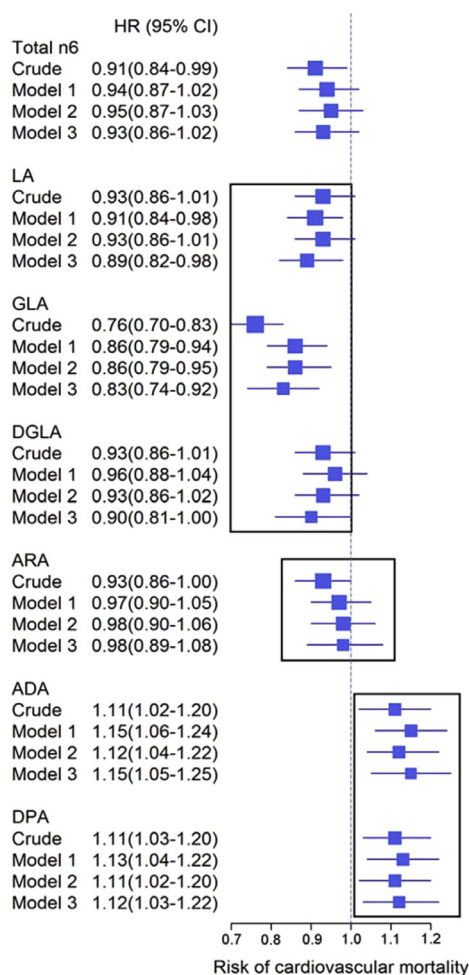 HR (95% CI)
Total n6
Crude 0.91(0.84-0.99)
Model 1 0.94(0.87-1.02)
Model 2 0.95(0.87-1.03)
Model 3 0.93(0.86-1.02)
LA
Crude 0.93(0.86-1.01)
Model 1 0.91(0.84-0.98)
Model 2 0.93(0.86-1.01)
Model 3 0.89(0.82-0.98)
GLA
Crude 0.76(0.70-0.83)
Model 1 0.86(0.79-0.94)
Model 2 0.86(0.79-0.95)
Model 3 0.83(0.74-0.92)
DGLA
Crude 0.93(0.86-1.01)
Model 1 0.96(0.88-1.04)
Model 2 0.93(0.86-1.02)
Model 3 0.90(0.81-1.00)
ARA
Crude 0.93(0.86-1.00)
Model 1 0.97(0.90-1.05)
Model 2 0.98(0.90-1.06)
Model 3 0.98(0.89-1.08)
ADA
Crude 1.11(1.02-1.20)
Model 1 1.15(1.06-1.24)
Model 2 1.12(1.04-1.22)
Model 3 1.15(1.05-1.25)
DPA
Crude 1.11(1.03-1.20)
Model 1 1.13(1.04-1.22)
Model 2 1.11(1.02-1.20)
Model 3 1.12(1.03-1.22)
0.7 0.8 0.9 1.0 1.1 1.2
Risk of cardiovascular mortality